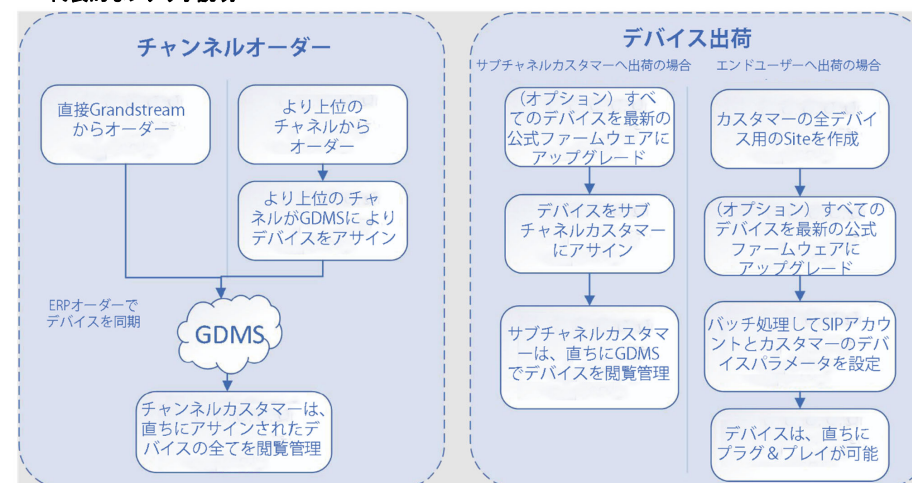 チャンネルオーダー
直接Grandstream
からオーダー
より上位の
チャネルから
オーダー
より上位の チャ
ネルがGDMSに より
デバイスをアサイン
ERPオーダーで
デバイスを同期
GDMS
チャンネルカスタマーは、
直ちにアサインされたデ
バイスの全てを閲覧管理
デバイス出荷
サブチャネルカスタマーへ出荷の場合
(オプション)すべ
てのデバイスを最新の
公式ファームウェアに
アップグレード
デバイスをサブ
チャンネルカスタマー
にアサイン
サブチャンネルカスタマ
ーは、直ちにGDMS
でデバイスを閲覧管理
エンドユーザーへ出荷の場合
カスタマーの全デバイ
ス用のSiteを作成
(オプション)すべての
デバイスを最新の公式
ファームウェアに
アップグレード
バッチ処理してSIPアカウ
ントとカスタマーのデバ
イスパラメータを設定
デバイスは、直ちに
プラグ＆プレイが可能